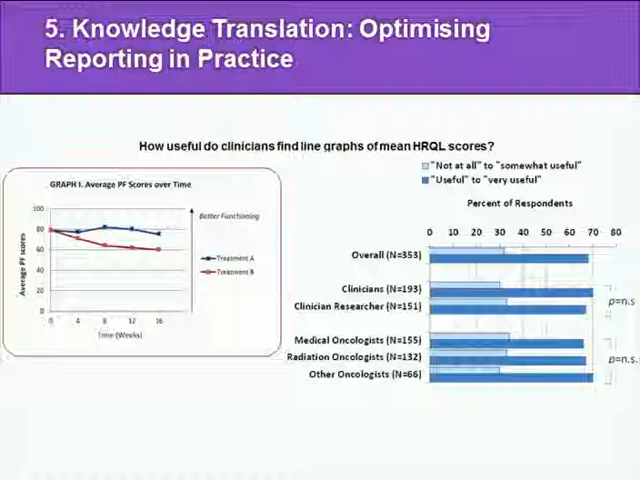 5. Knowledge Translation: Optimising
Reporting in Practice
How useful do clinicians find line graphs of mean HRQL scores?
GRAPH I. Average PF Scores over Time
Average PF scores
100
80
60
40
20
0
0 4 8 12 16
Time (Weeks)
Better Functioning
Treatment A
Treatment B
"Not at all" to "somewhat useful"
"Useful" to "very useful"
Percent of Respondents
0 10 20 30 40 50 60 70 80
Overall (N=353)
Clinicians (N=193)
Clinician Researcher (N=151)
p=n.s
Medical Oncologists (N=155)
Radiation Oncologists (N=132)
Other Oncologists (N=66)
p=n.s.